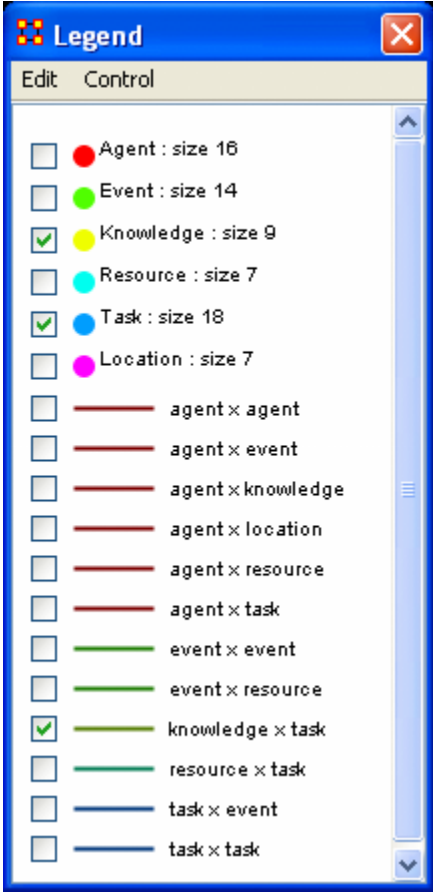 Legend
Edit Control
Agent : size 16
Event : size 14
Knowledge : size 9
Resource : size 7
Task : size 18
Location : size 7
agent x agent
agent x event
agent x knowledge
agent x location
agent x resource
agent x task
event x event
event x resource
knowledge x task
resource x task
task x event
task x task